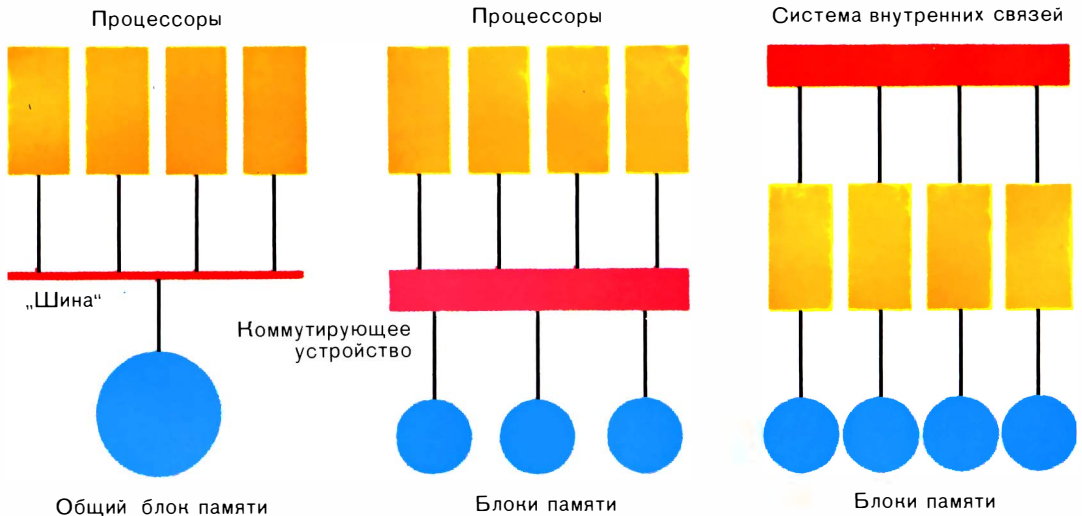 Процессоры
„Шина“
Общий блок памяти
Процессоры
Коммутирующее
устройство
Блоки памяти
Система внутренних связей
Блоки памяти